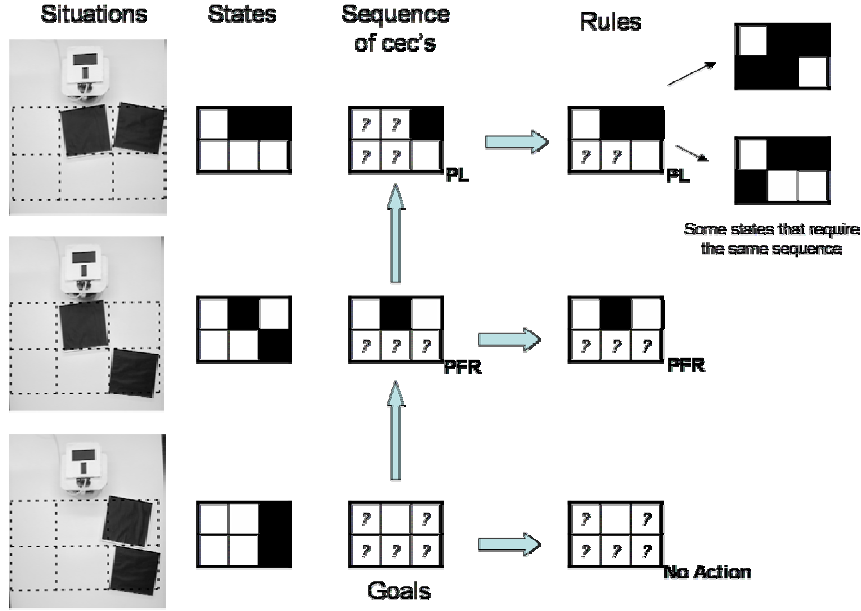 Situations
States
Sequence
of cec's
Rules
? ?
? ?
PL
? ?
PL
Some states that require
the same sequence
? ? ?
PFR
? ? ?
PFR
? ?
? ? ?
Goals
? ?
? ? ?
No Action